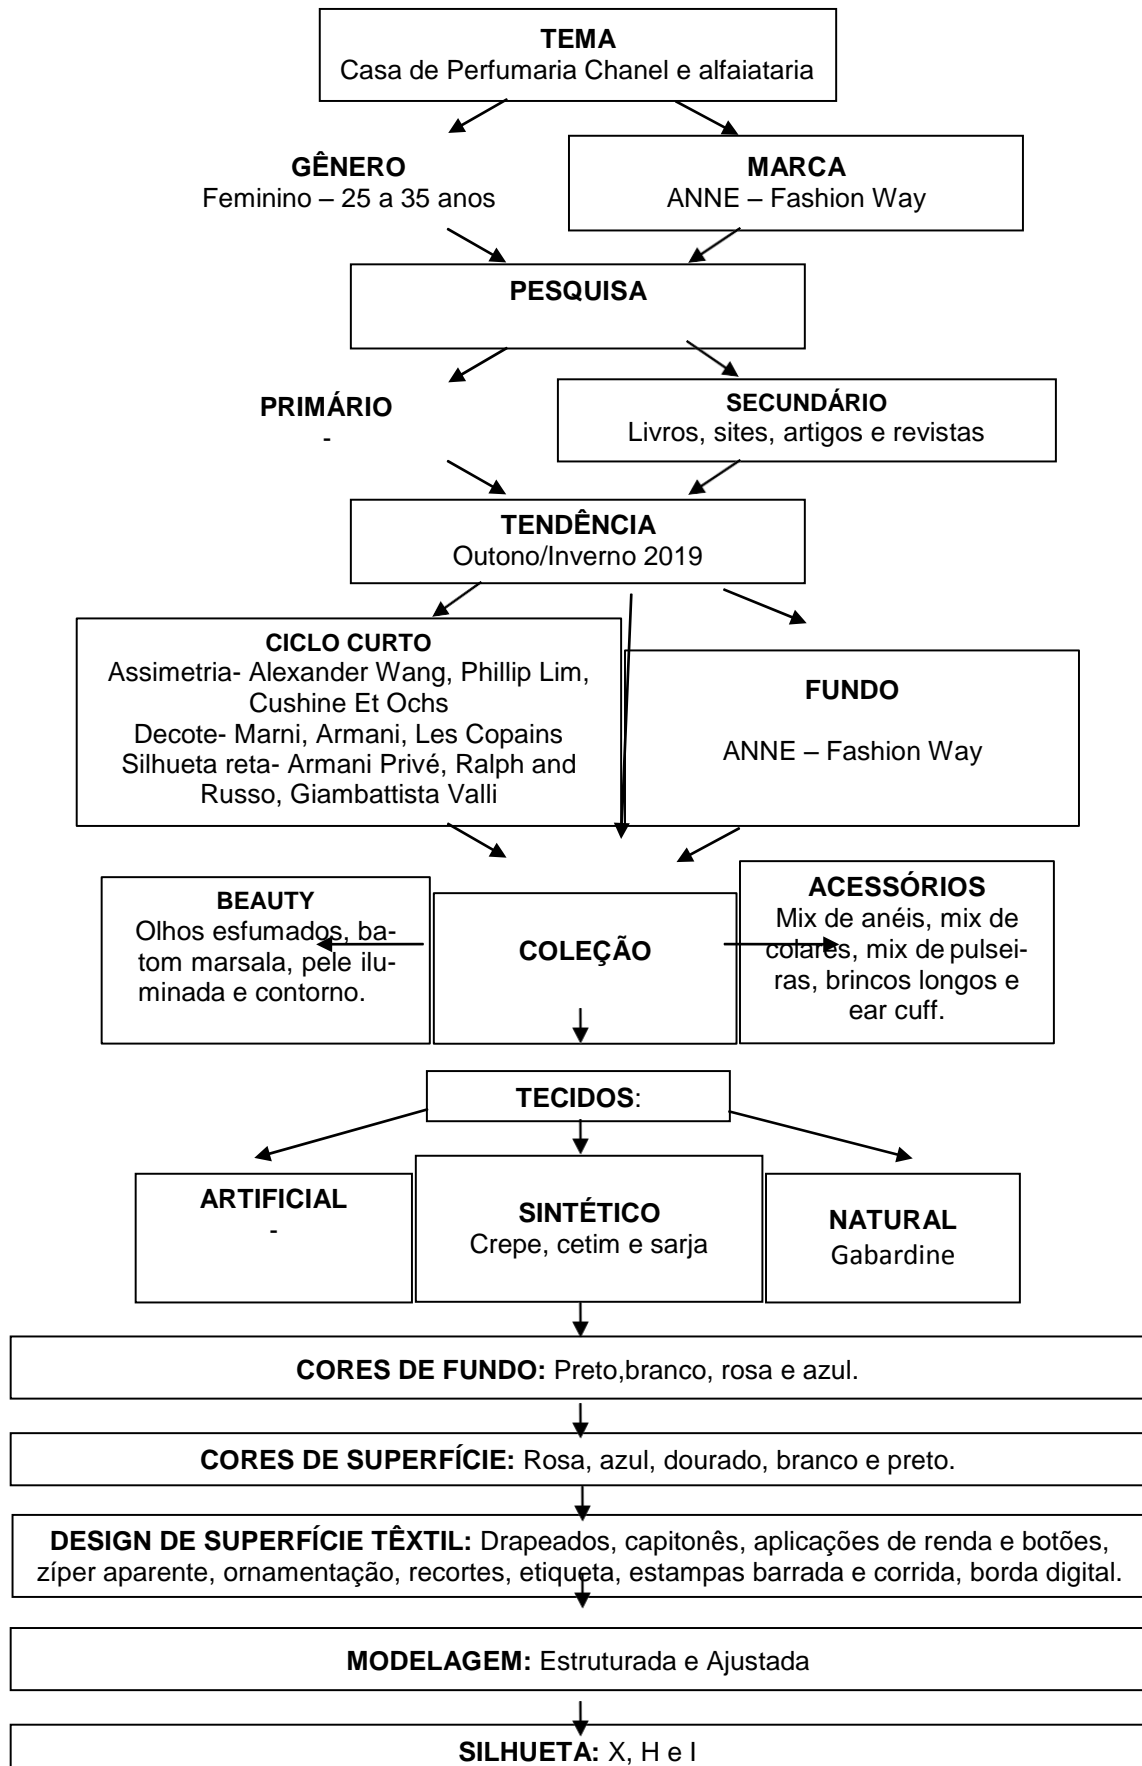 TEMA
Casa de Perfumaria Chanel e alfaiataria
GÊNERO
Feminino – 25 a 35 anos
MARCA
ANNE – Fashion Way
PESQUISA
PRIMÁRIO
-
SECUNDÁRIO
Livros, sites, artigos e revistas
TENDÊNCIA
Outono/Inverno 2019
CICLO CURTO
Assimetria- Alexander Wang, Phillip Lim,
Cushine Et Ochs
Decote- Marni, Armani, Les Copains
Silhueta reta- Armani Privé, Ralph and
Russo, Giambattista Valli
FUNDO
ANNE – Fashion Way
BEAUTY
Olhos esfumados, ba-
tom marsala, pele ilu-
minada e contorno.
COLEÇÃO
ACESSÓRIOS
Mix de anéis, mix de
colares, mix de pulsei-
ras, brincos longos e
ear cuff.
TECIDOS:
ARTIFICIAL
-
SINTÉTICO
Crepe, cetim e sarja
NATURAL
Gabardine
CORES DE FUNDO: Preto,branco, rosa e azul.
CORES DE SUPERFÍCIE: Rosa, azul, dourado, branco e preto.
DESIGN DE SUPERFÍCIE TÊXTIL: Drapeados, capitonês, aplicações de renda e botões,
zíper aparente, ornamentação, recortes, etiqueta, estampas barrada e corrida, borda digital.
MODELAGEM: Estruturada e Ajustada
SILHUETA: X, H e I